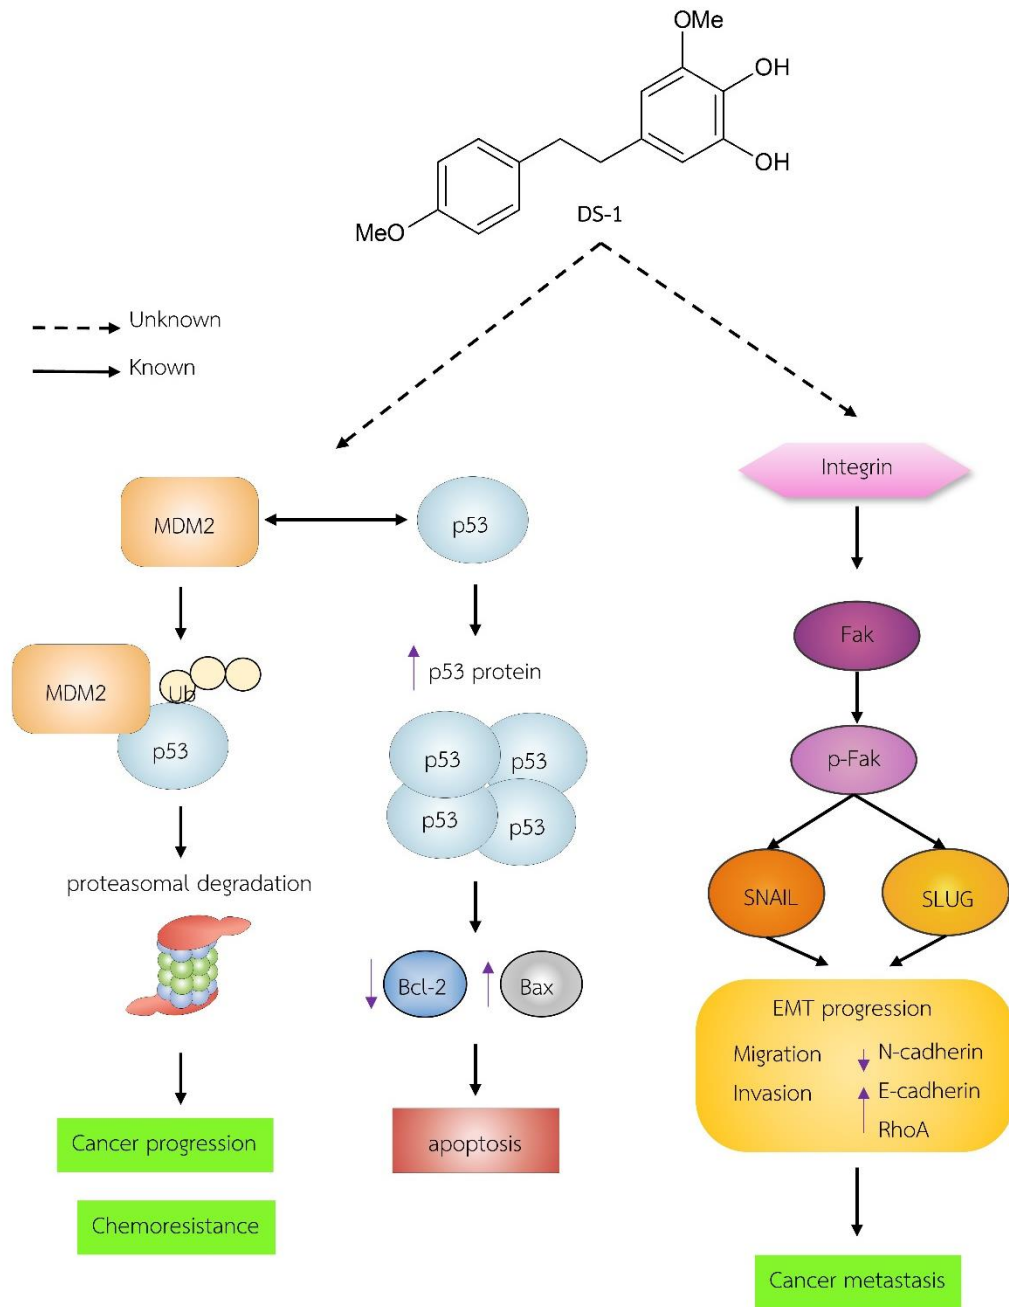 OMe
OH
OH
MeO
DS-1
Unknown
Known
MDM2
p53
Integrin
Fak
p53 protein
MDM2
Ub
p53
p-Fak
p53
p53
p53
p53
proteasomal degradation
SNAIL
SLUG
Bcl-2
Bax
EMT progression
Migration
N-cadherin
Invasion
E-cadherin
RhoA
Cancer progression
apoptosis
Chemoresistance
Cancer metastasis